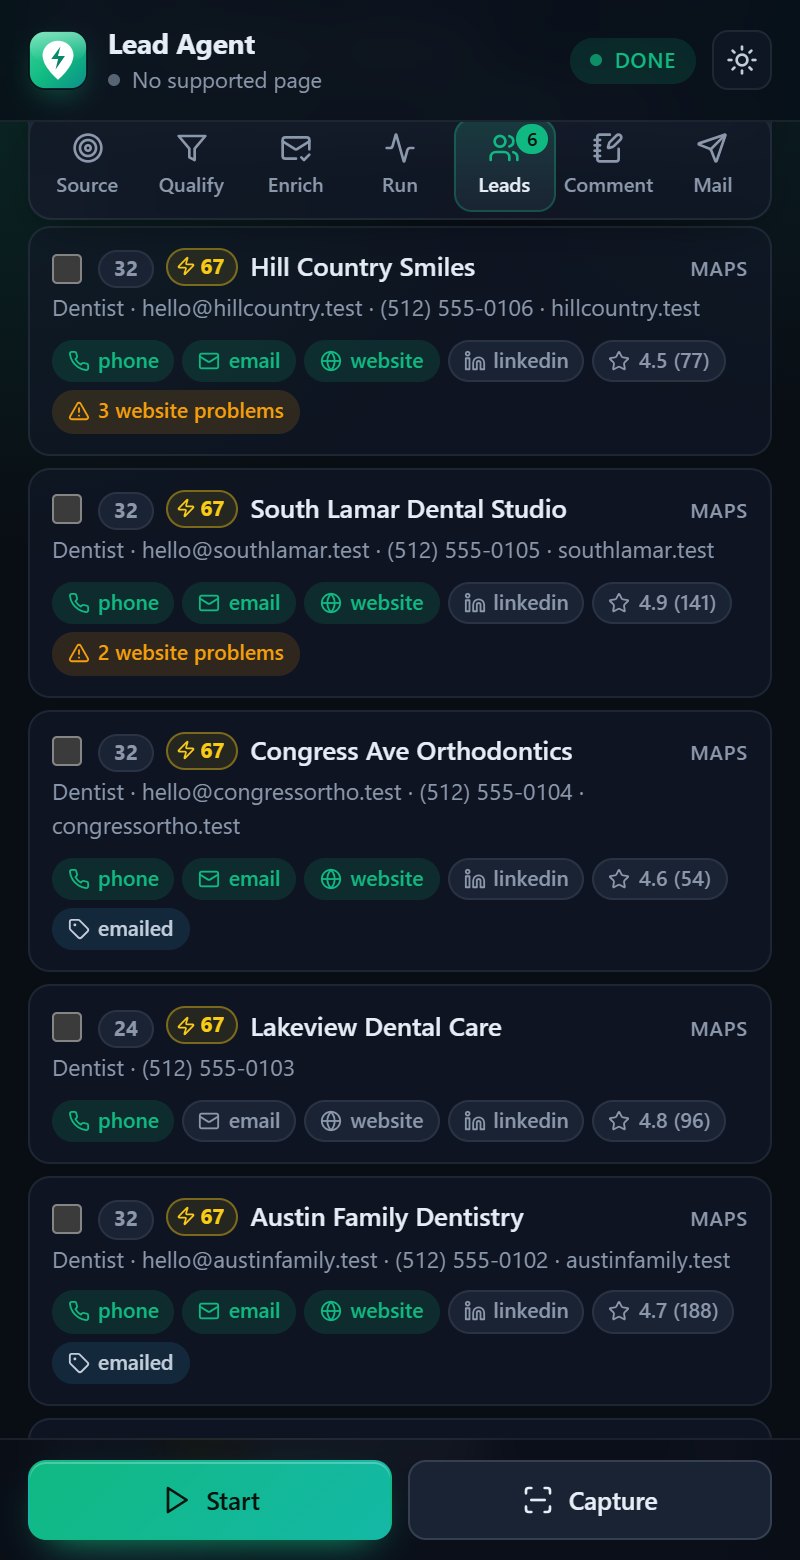 Lead Agent
No supported page
DONE
Source
Qualify
Enrich
Run
Leads
6
Comment
Mail
32 67 Hill Country Smiles MAPS
Dentist · hello@hillcountry.test · (512) 555-0106 · hillcountry.test
phone email website linkedin 4.5 (77)
3 website problems
32 67 South Lamar Dental Studio MAPS
Dentist · hello@southlamar.test · (512) 555-0105 · southlamar.test
phone email website linkedin 4.9 (141)
2 website problems
32 67 Congress Ave Orthodontics MAPS
Dentist · hello@congressortho.test · (512) 555-0104 ·
congressortho.test
phone email website linkedin 4.6 (54)
emailed
24 67 Lakeview Dental Care MAPS
Dentist · (512) 555-0103
phone email website linkedin 4.8 (96)
32 67 Austin Family Dentistry MAPS
Dentist · hello@austinfamily.test · (512) 555-0102 · austinfamily.test
phone email website linkedin 4.7 (188)
emailed
Start
Capture